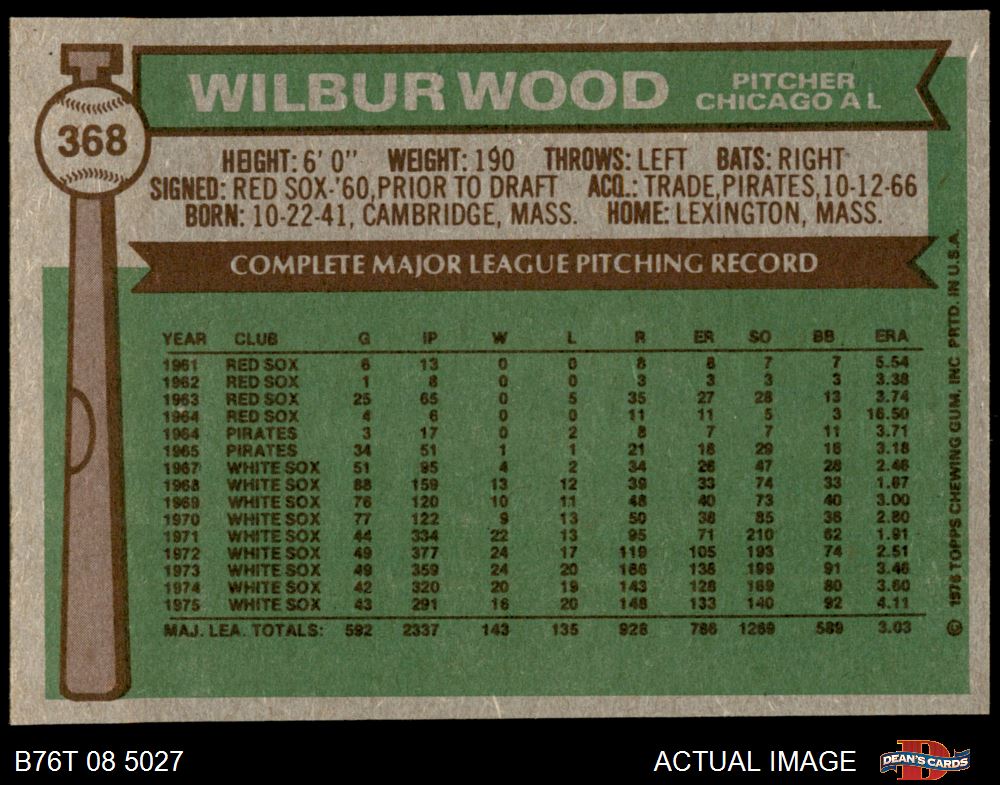 WILBUR WOOD PITCHER
CHICAGO A L
368
HEIGHT: 6' 0" WEIGHT: 190 THROWS: LEFT BATS: RIGHT
SIGNED: RED SOX-'60, PRIOR TO DRAFT ACQ.: TRADE, PIRATES, 10-12-66
BORN: 10-22-41, CAMBRIDGE, MASS. HOME: LEXINGTON, MASS.
COMPLETE MAJOR LEAGUE PITCHING RECORD
YEAR CLUB G IP W L R ER SO BB ERA
1961 RED SOX 6 13 0 0 8 8 7 7 5.54
1962 RED SOX 1 8 0 0 3 3 3 3 3.38
1963 RED SOX 25 65 0 5 35 27 28 13 3.74
1964 RED SOX 4 6 0 0 11 11 5 3 16.50
1964 PIRATES 3 17 0 2 8 7 7 11 3.71
1965 PIRATES 34 51 1 1 21 18 29 16 3.18
1967 WHITE SOX 51 95 4 2 34 26 47 28 2.46
1968 WHITE SOX 88 159 13 12 39 33 74 33 1.87
1969 WHITE SOX 76 120 10 11 48 40 73 40 3.00
1970 WHITE SOX 77 122 9 13 50 38 85 36 2.80
1971 WHITE SOX 44 334 22 13 95 71 210 62 1.91
1972 WHITE SOX 49 377 24 17 119 105 193 74 2.51
1973 WHITE SOX 49 359 24 20 166 138 199 91 3.46
1974 WHITE SOX 42 320 20 19 143 128 169 80 3.60
1975 WHITE SOX 43 291 16 20 148 133 140 92 4.11
MAJ. LEA. TOTALS: 592 2337 143 135 928 786 1269 589 3.03
© 1976 TOPPS CHEWING GUM, INC PRTD. IN U.S.A.
B76T 08 5027 ACTUAL IMAGE D DEAN'S CARDS